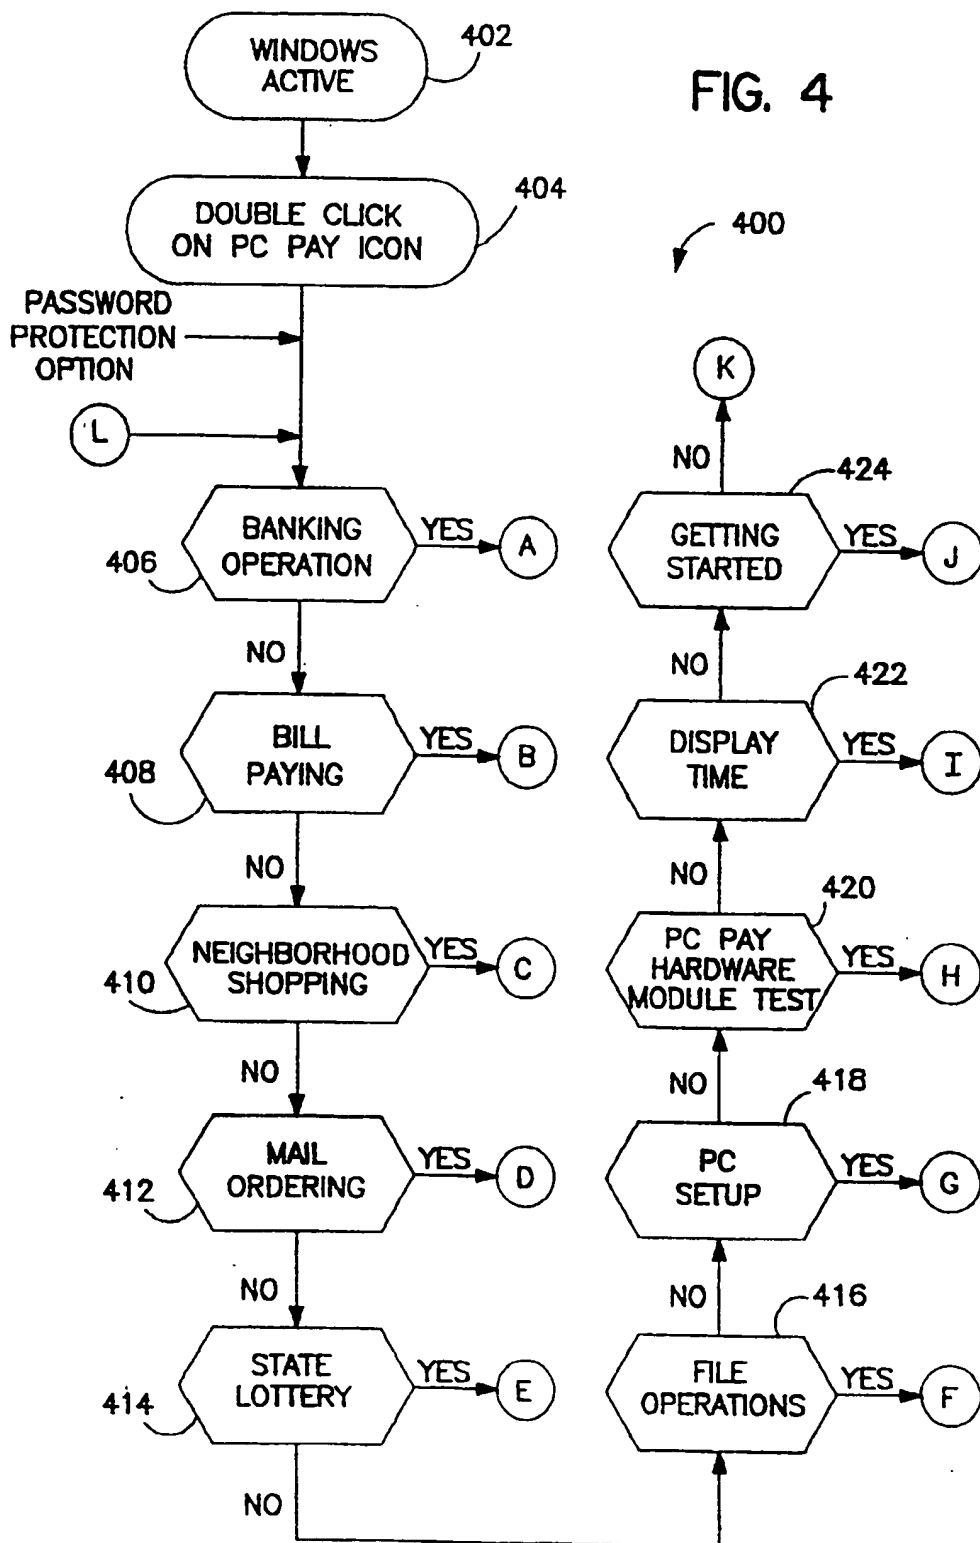 FIG. 4
400
WINDOWS
ACTIVE
402
DOUBLE CLICK
ON PC PAY ICON
404
PASSWORD
PROTECTION
OPTION
L
BANKING
OPERATION
406
YES
A
NO
BILL
PAYING
408
YES
B
NO
NEIGHBORHOOD
SHOPPING
410
YES
C
NO
MAIL
ORDERING
412
YES
D
NO
STATE
LOTTERY
414
YES
E
NO
FILE
OPERATIONS
416
YES
F
NO
PC
SETUP
418
YES
G
NO
PC PAY
HARDWARE
MODULE TEST
420
YES
H
NO
DISPLAY
TIME
422
YES
I
NO
GETTING
STARTED
424
YES
J
NO
K